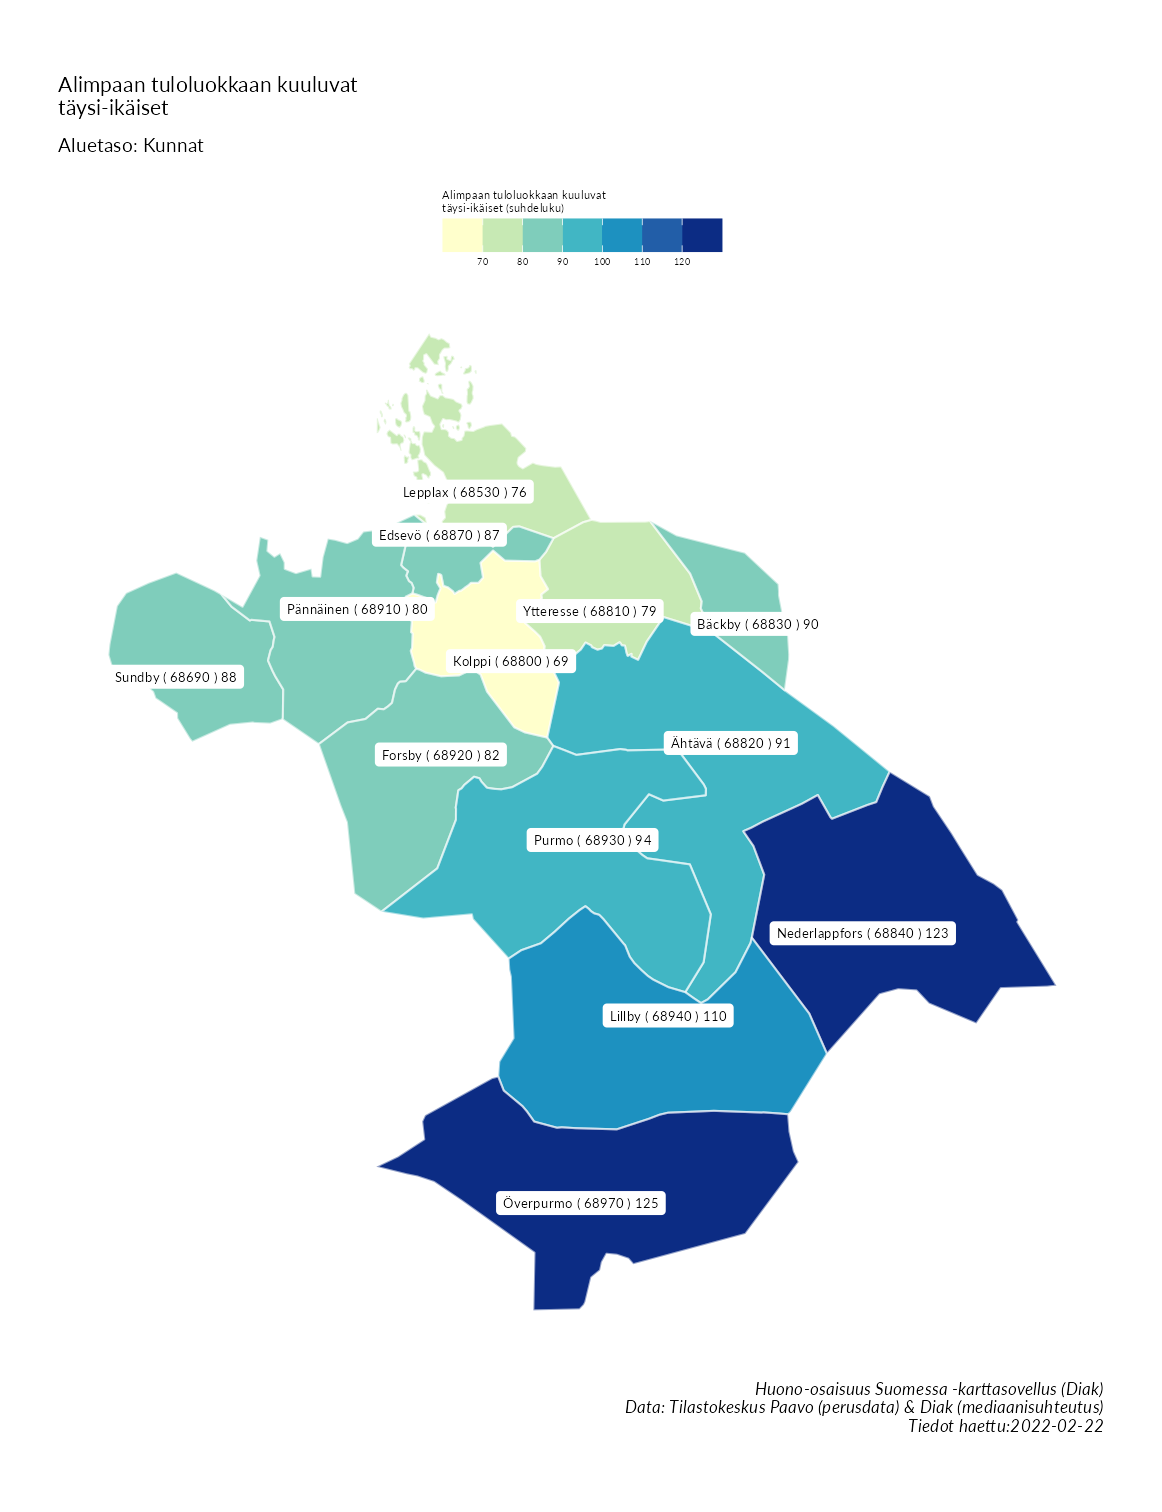 Alimpaan tuloluokkaan kuuluvat
täysi-ikäiset
Aluetaso: Kunnat
Alimpaan tuloluokkaan kuuluvat
täysi-ikäiset (suhdeluku)
70 80 90 100 110 120
Lepplax ( 68530 ) 76
Edsevö ( 68870 ) 87
Pännäinen ( 68910 ) 80
Ytteresse ( 68810 ) 79
Bäckby ( 68830 ) 90
Kolppi ( 68800 ) 69
Sundby ( 68690 ) 88
Ähtävä ( 68820 ) 91
Forsby ( 68920 ) 82
Purmo ( 68930 ) 94
Nederlappfors ( 68840 ) 123
Lillby ( 68940 ) 110
Överpurmo ( 68970 ) 125
Huono-osaisuus Suomessa -karttasovellus (Diak)
Data: Tilastokeskus Paavo (perusdata) & Diak (mediaanisuhteutus)
Tiedot haettu:2022-02-22